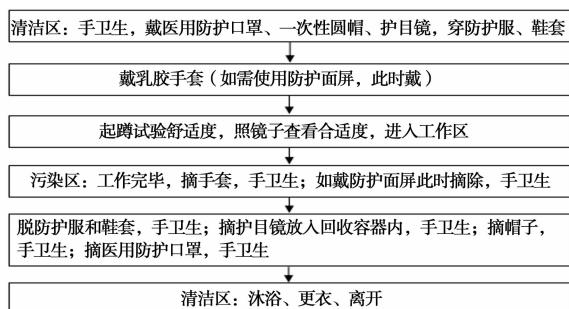 清洁区：手卫生，戴医用防护口罩、一次性圆帽、护目镜，穿防护服、鞋套
戴乳胶手套（如需使用防护面屏，此时戴）
起蹲试验舒适度，照镜子查看合适度，进入工作区
污染区：工作完毕，摘手套，手卫生；如戴防护面屏此时摘除，手卫生
脱防护服和鞋套，手卫生；摘护目镜放入回收容器内，手卫生；摘帽子，
手卫生；摘医用防护口罩，手卫生
清洁区：沐浴、更衣、离开